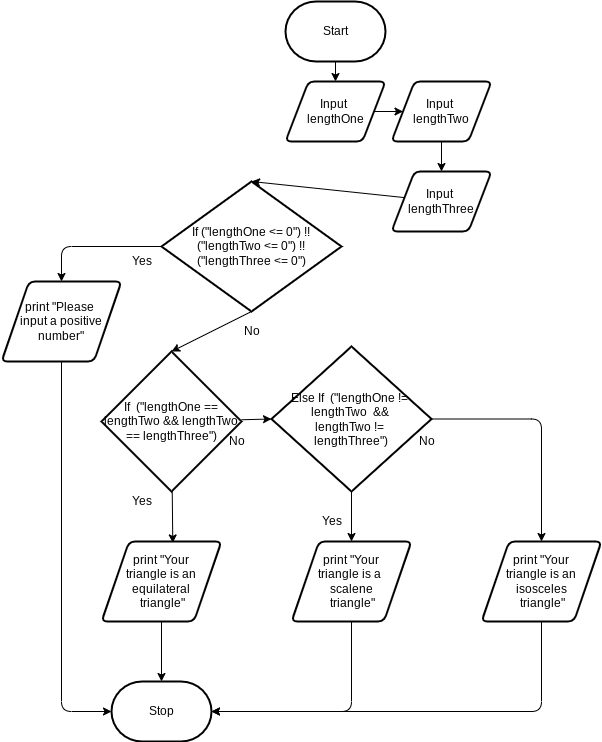 Start
Input
lengthOne
Input
lengthTwo
Input
lengthThree
If ("lengthOne <= 0") !!
("lengthTwo <= 0") !!
("lengthThree <= 0")
Yes
No
print "Please
input a positive
number"
If ("lengthOne ==
lengthTwo && lengthTwo
== lengthThree")
No
Yes
Else If ("lengthOne !=
lengthTwo &&
lengthTwo !=
lengthThree")
No
Yes
print "Your
triangle is an
equilateral
triangle"
print "Your
triangle is a
scalene
triangle"
print "Your
triangle is an
isosceles
triangle"
Stop